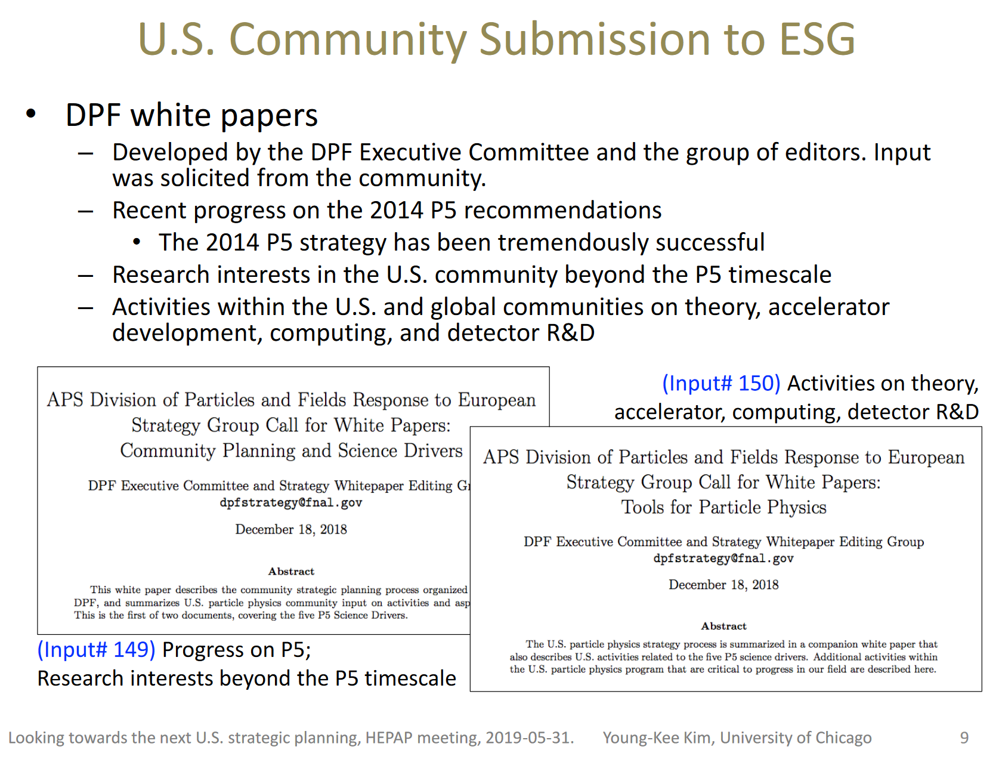 U.S. Community Submission to ESG
• DPF white papers
– Developed by the DPF Executive Committee and the group of editors. Input
was solicited from the community.
– Recent progress on the 2014 P5 recommendations
• The 2014 P5 strategy has been tremendously successful
– Research interests in the U.S. community beyond the P5 timescale
– Activities within the U.S. and global communities on theory, accelerator
development, computing, and detector R&D
APS Division of Particles and Fields Response to European
Strategy Group Call for White Papers:
Community Planning and Science Drivers
DPF Executive Committee and Strategy Whitepaper Editing
dpfstrategy@fnal.gov
December 18, 2018
Abstract
This white paper describes the community strategic planning process organized
DPF, and summarizes U.S. particle physics community input on activities and
This is the first of two documents, covering the five P5 Science Drivers.
(Input# 149) Progress on P5;
Research interests beyond the P5 timescale
(Input# 150) Activities on theory,
accelerator, computing, detector R&D
APS Division of Particles and Fields Response to European
Strategy Group Call for White Papers:
Tools for Particle Physics
DPF Executive Committee and Strategy Whitepaper Editing Group
dpfstrategy@fnal.gov
December 18, 2018
Abstract
The U.S. particle physics strategy process is summarized in a companion white paper that
also describes U.S. activities related to the five P5 science drivers. Additional activities within
the U.S. particle physics program that are critical to progress in our field are described here.
Looking towards the next U.S. strategic planning, HEPAP meeting, 2019-05-31. Young-Kee Kim, University of Chicago 9